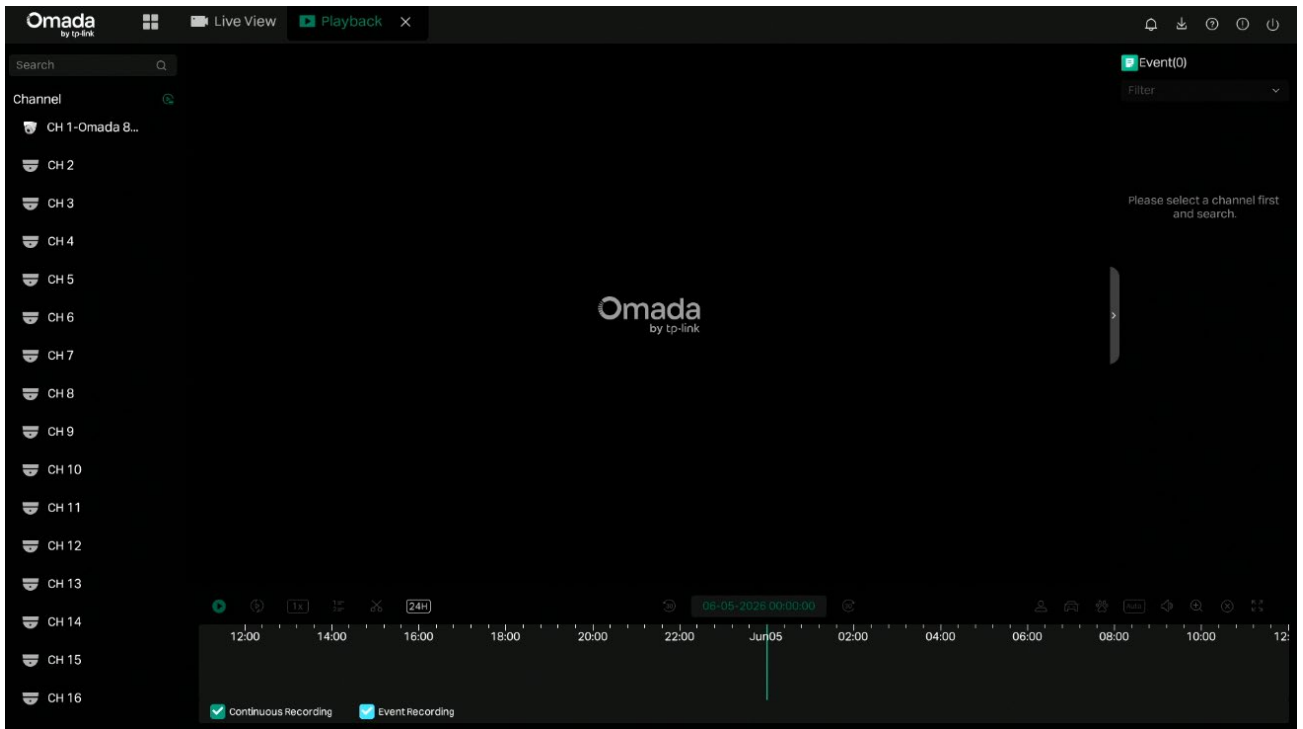 Omada
by tp-link
Live View
Playback
Search
Channel
CH 1-Omada 8...
CH 2
CH 3
CH 4
CH 5
CH 6
CH 7
CH 8
CH 9
CH 10
CH 11
CH 12
CH 13
CH 14
CH 15
CH 16
Omada
by tp-link
Event(0)
Filter
Please select a channel first
and search.
1x
24H
30
06-05-2026 00:00:00
30
Auto
12:00 14:00 16:00 18:00 20:00 22:00 Jun05 02:00 04:00 06:00 08:00 10:00 12:
Continuous Recording
Event Recording